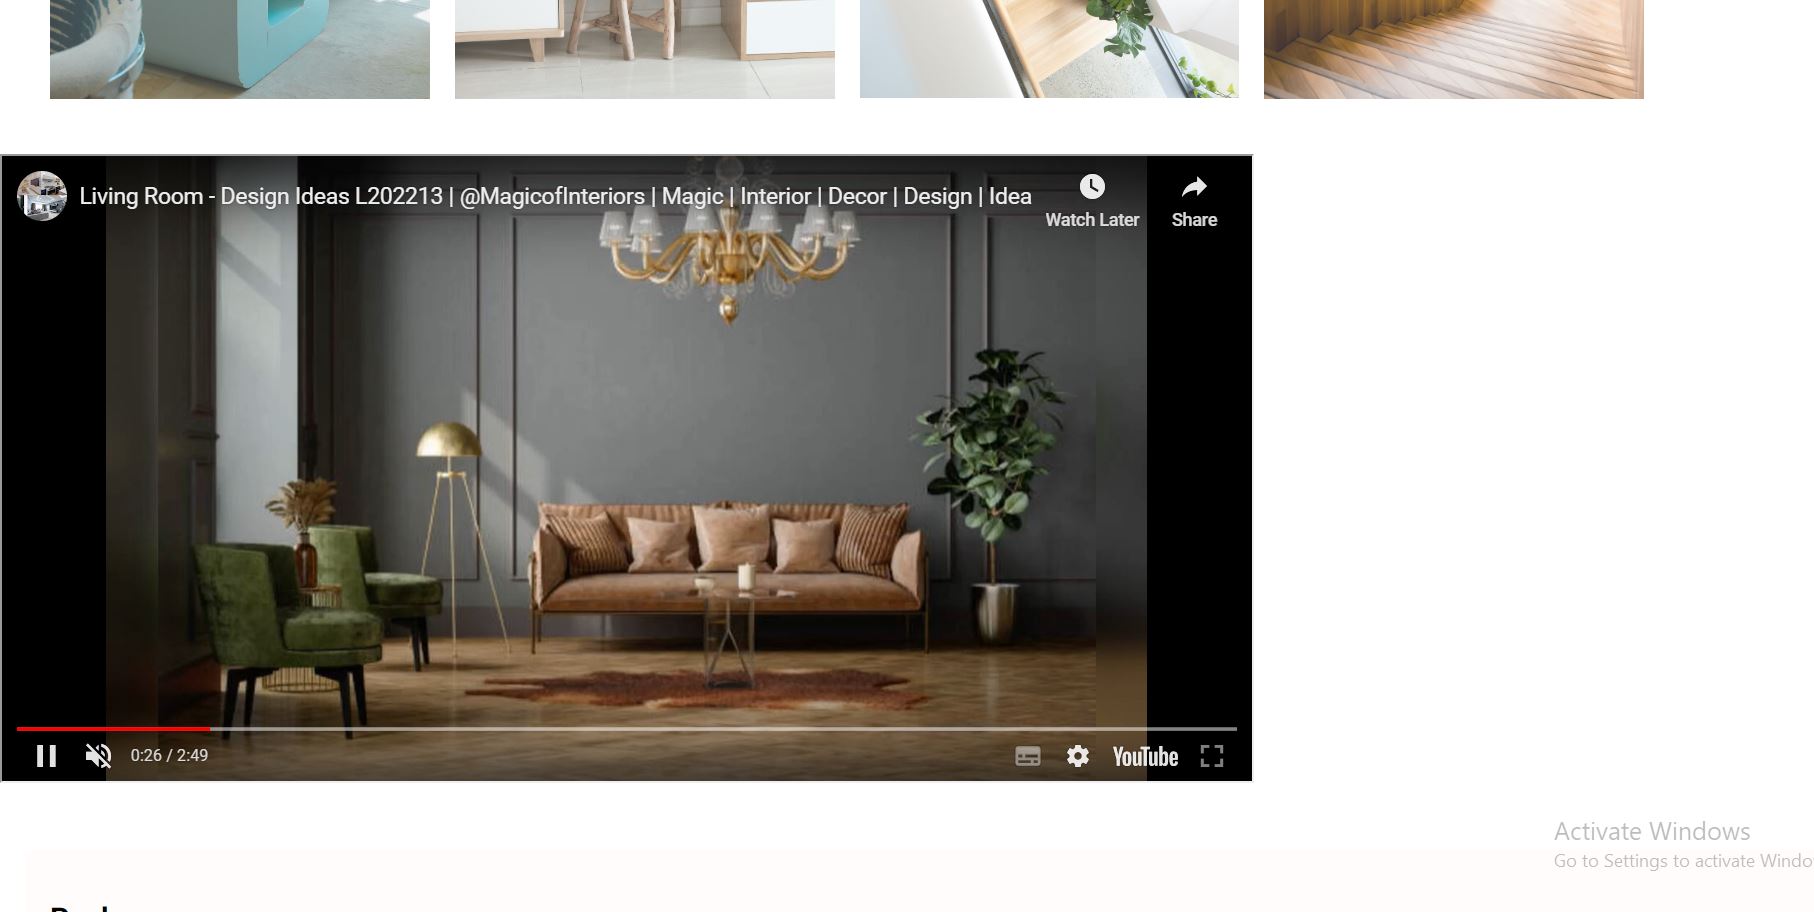 Living Room - Design Ideas L202213 | @MagicofInteriors | Magic | Interior | Decor | Design | Idea
Watch Later
Share
0:26 / 2:49
YouTube
Activate Windows
Go to Settings to activate Windo